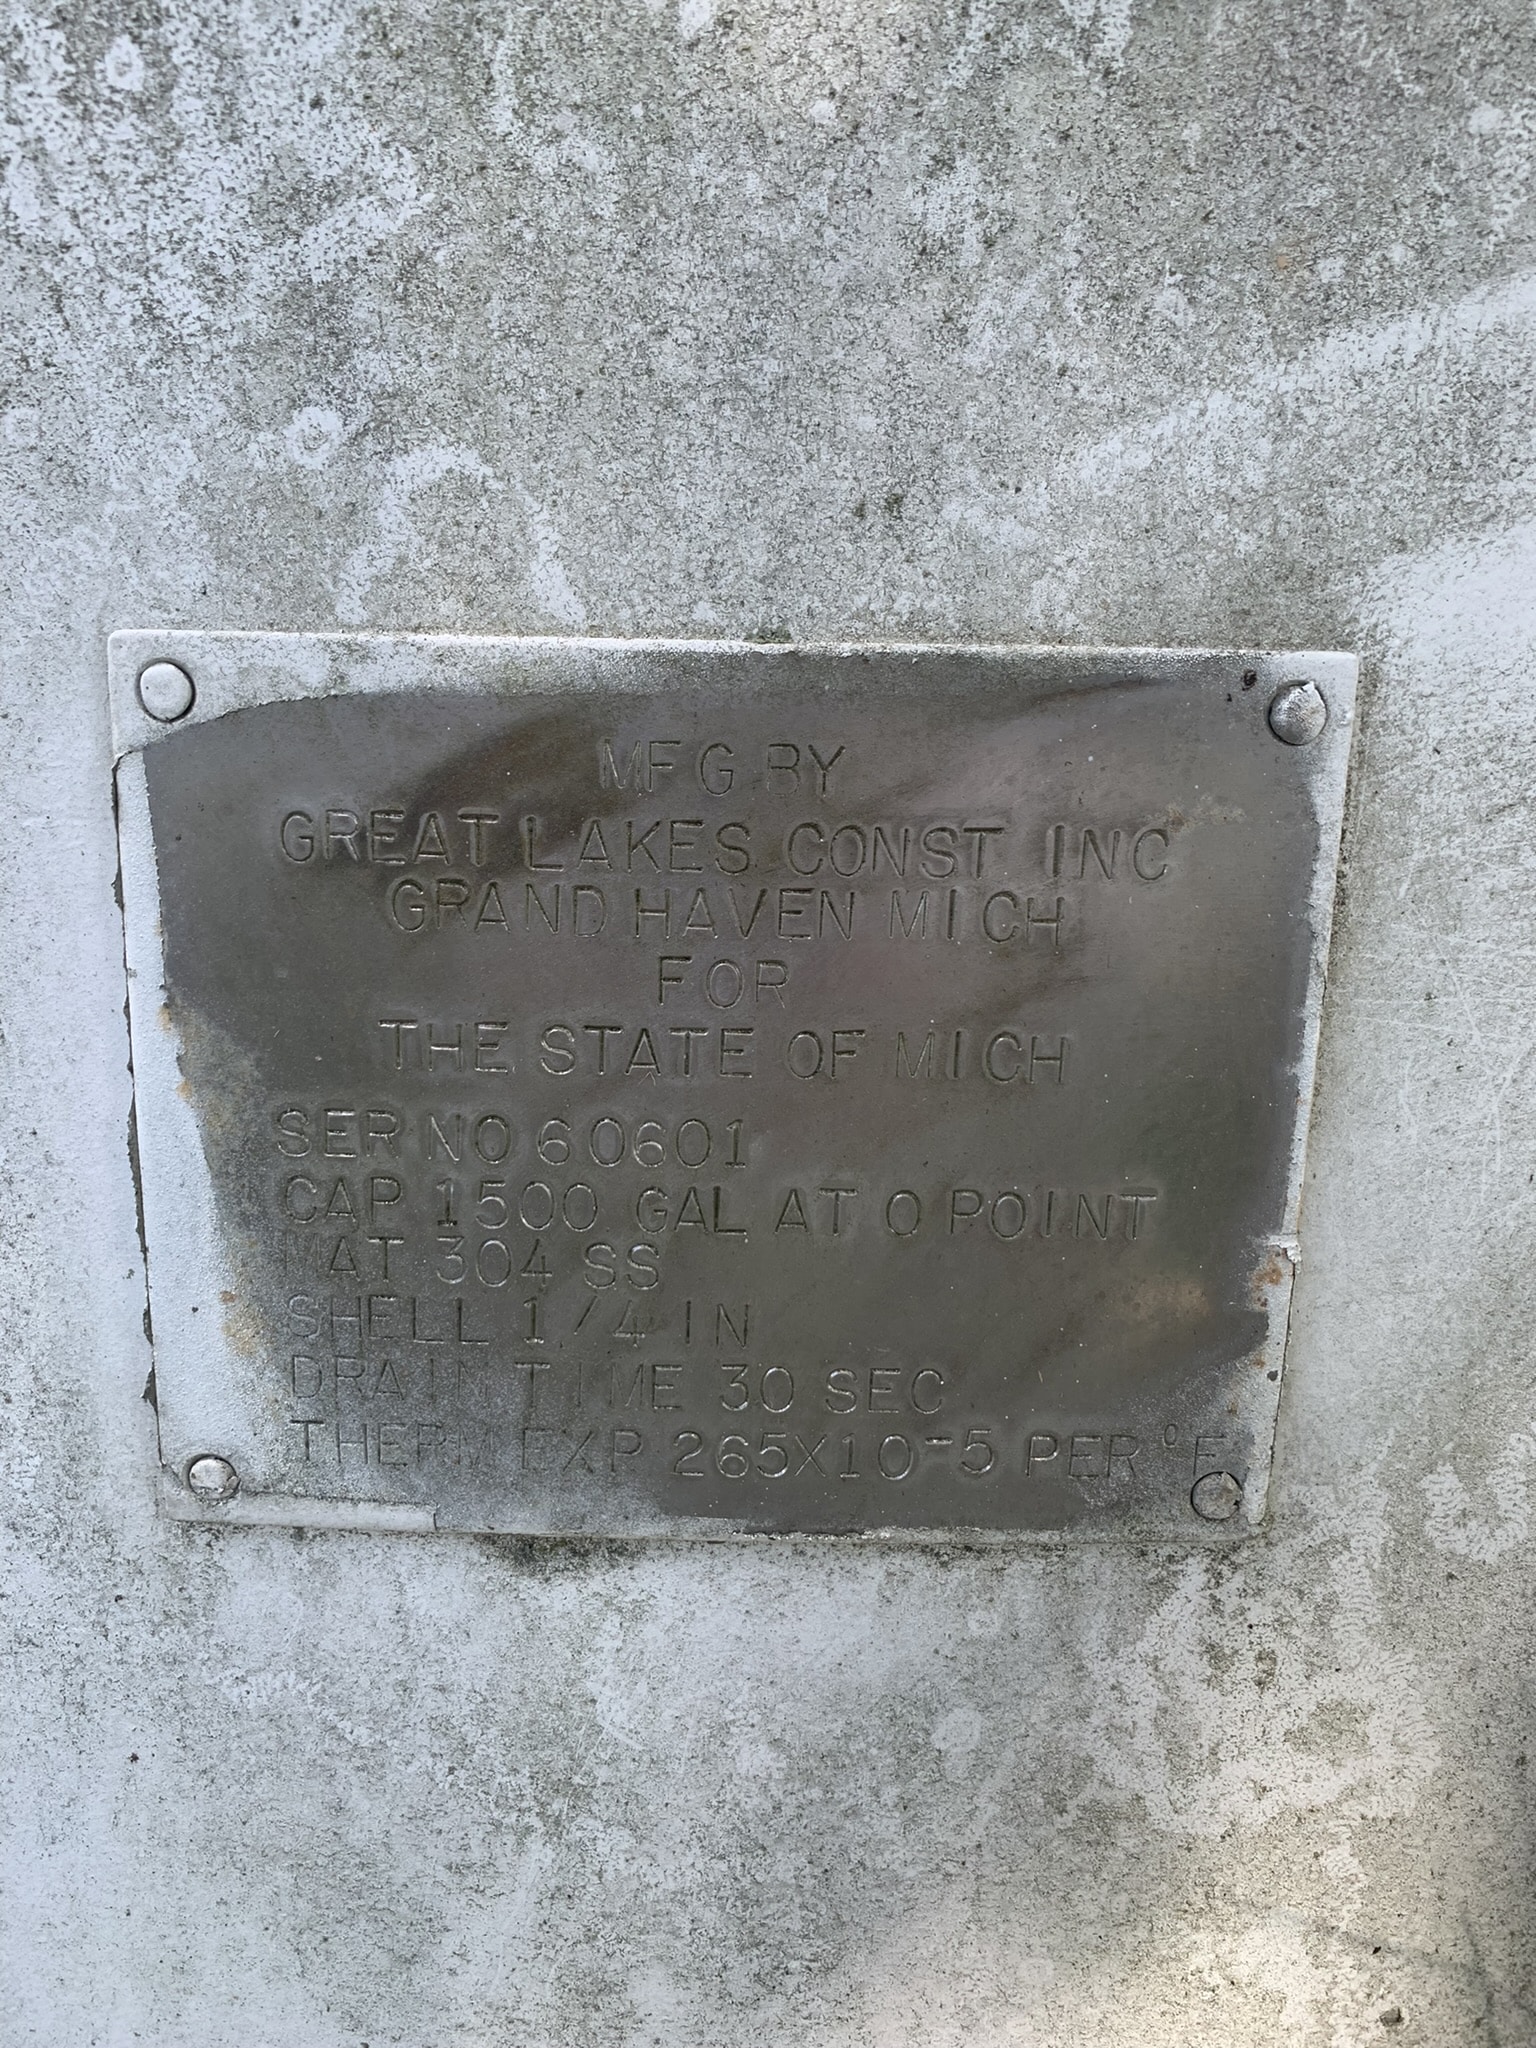 MFG BY
GREAT LAKES CONST INC
GRAND HAVEN MICH
FOR
THE STATE OF MICH
SER NO 60601
CAP 1500 GAL AT 0 POINT
MAT 304 SS
SHELL 1/4 IN
DRAIN TIME 30 SEC
THERM EXP 265X10-5 PER °F